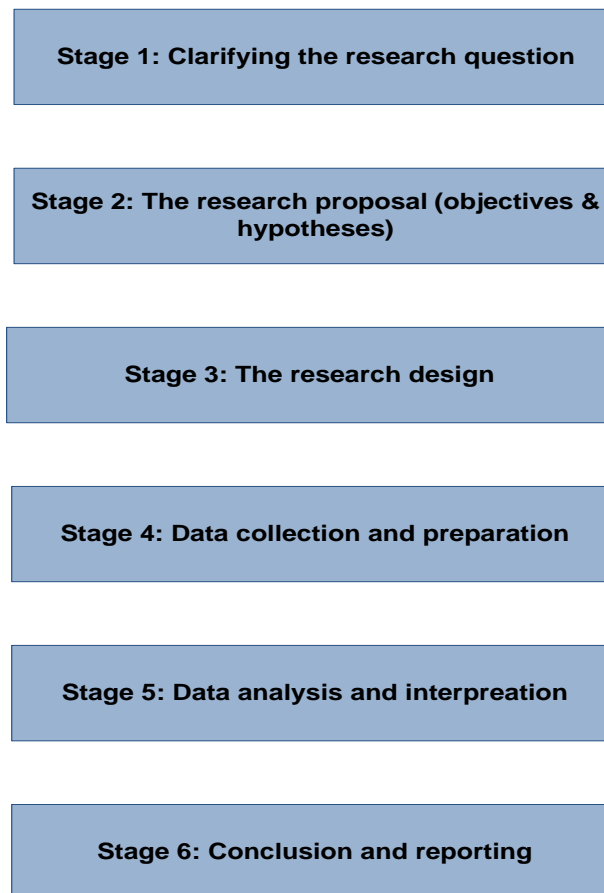 Stage 1: Clarifying the research question
Stage 2: The research proposal (objectives &
hypotheses)
Stage 3: The research design
Stage 4: Data collection and preparation
Stage 5: Data analysis and interpreation
Stage 6: Conclusion and reporting